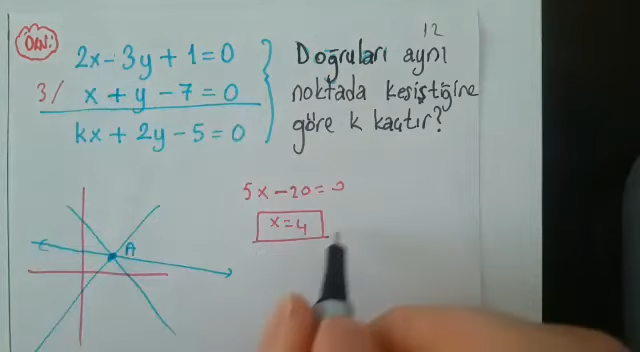 12
Örn:
2x - 3y + 1 = 0
3/ x + y - 7 = 0
kx + 2y - 5 = 0
Doğruları aynı
noktada kesiştiğine
göre k kaçtır?
5x - 20 = 0
x = 4
A